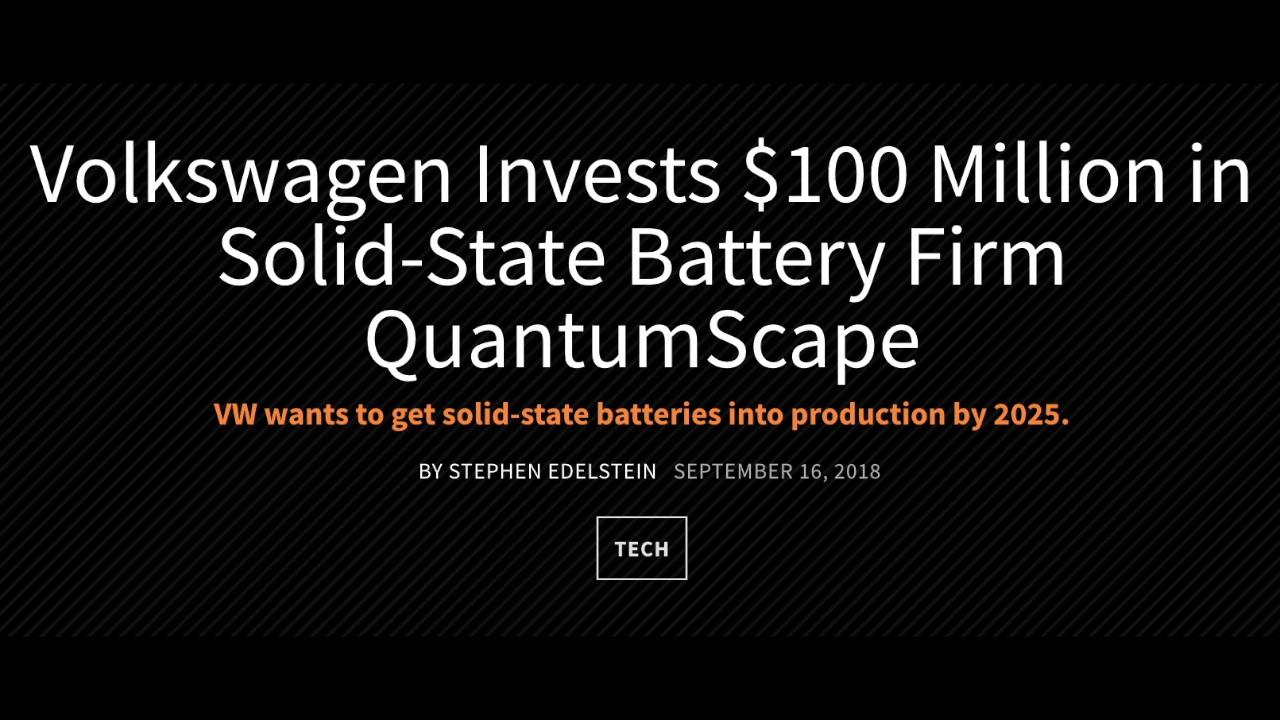 Volkswagen Invests $100 Million in
Solid-State Battery Firm
QuantumScape
VW wants to get solid-state batteries into production by 2025.
BY STEPHEN EDELSTEIN SEPTEMBER 16, 2018
TECH